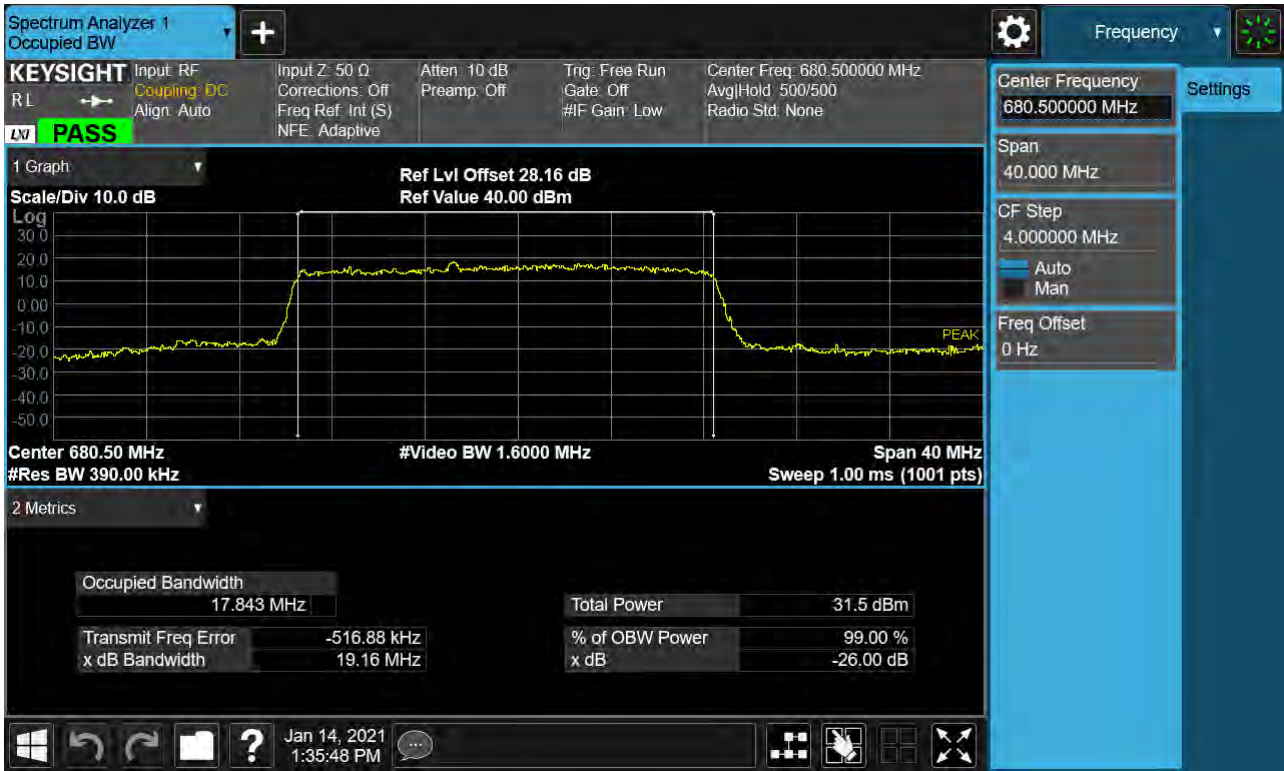 Spectrum Analyzer 1
Occupied BW
+
Frequency
KEYSIGHT
RL
LXI
PASS
Input: RF
Coupling: DC
Align: Auto
Input Z: 50 Ω
Corrections: Off
Freq Ref: Int (S)
NFE: Adaptive
Atten: 10 dB
Preamp: Off
Trig: Free Run
Gate: Off
#IF Gain: Low
Center Freq: 680.500000 MHz
Avg|Hold: 500/500
Radio Std: None
Center Frequency
680.500000 MHz
Settings
Span
40.000 MHz
CF Step
4.000000 MHz
Auto
Man
Freq Offset
0 Hz
1 Graph
Scale/Div 10.0 dB
Ref Lvl Offset 28.16 dB
Ref Value 40.00 dBm
Log
30.0
20.0
10.0
0.00
-10.0
-20.0
-30.0
-40.0
-50.0
PEAK
Center 680.50 MHz
#Video BW 1.6000 MHz
Span 40 MHz
#Res BW 390.00 kHz
Sweep 1.00 ms (1001 pts)
2 Metrics
Occupied Bandwidth
17.843 MHz
Total Power 31.5 dBm
Transmit Freq Error -516.88 kHz
% of OBW Power 99.00 %
x dB Bandwidth 19.16 MHz
x dB -26.00 dB
?
Jan 14, 2021
1:35:48 PM